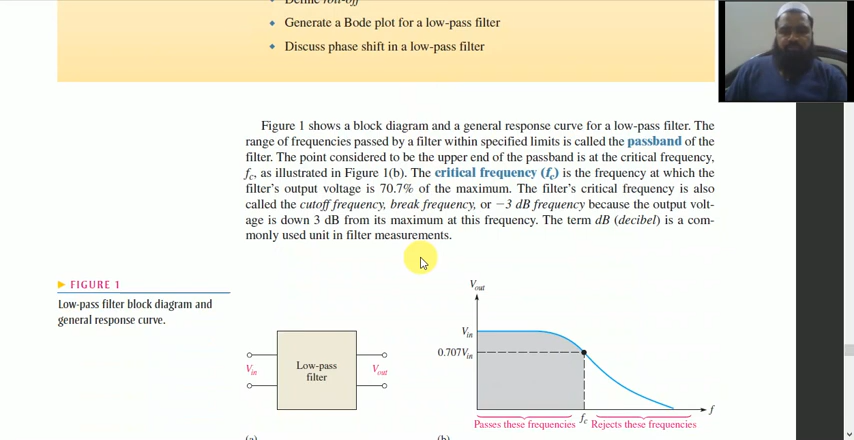 Define roll-off
◆ Generate a Bode plot for a low-pass filter
◆ Discuss phase shift in a low-pass filter
Figure 1 shows a block diagram and a general response curve for a low-pass filter. The
range of frequencies passed by a filter within specified limits is called the passband of the
filter. The point considered to be the upper end of the passband is at the critical frequency,
fc, as illustrated in Figure 1(b). The critical frequency (fc) is the frequency at which the
filter's output voltage is 70.7% of the maximum. The filter's critical frequency is also
called the cutoff frequency, break frequency, or −3 dB frequency because the output volt-
age is down 3 dB from its maximum at this frequency. The term dB (decibel) is a com-
monly used unit in filter measurements.
▶ FIGURE 1
Low-pass filter block diagram and
general response curve.
Vin
Low-pass
filter
Vout
Vout
Vin
0.707Vin
f
Passes these frequencies
fc
Rejects these frequencies
(a)
(b)